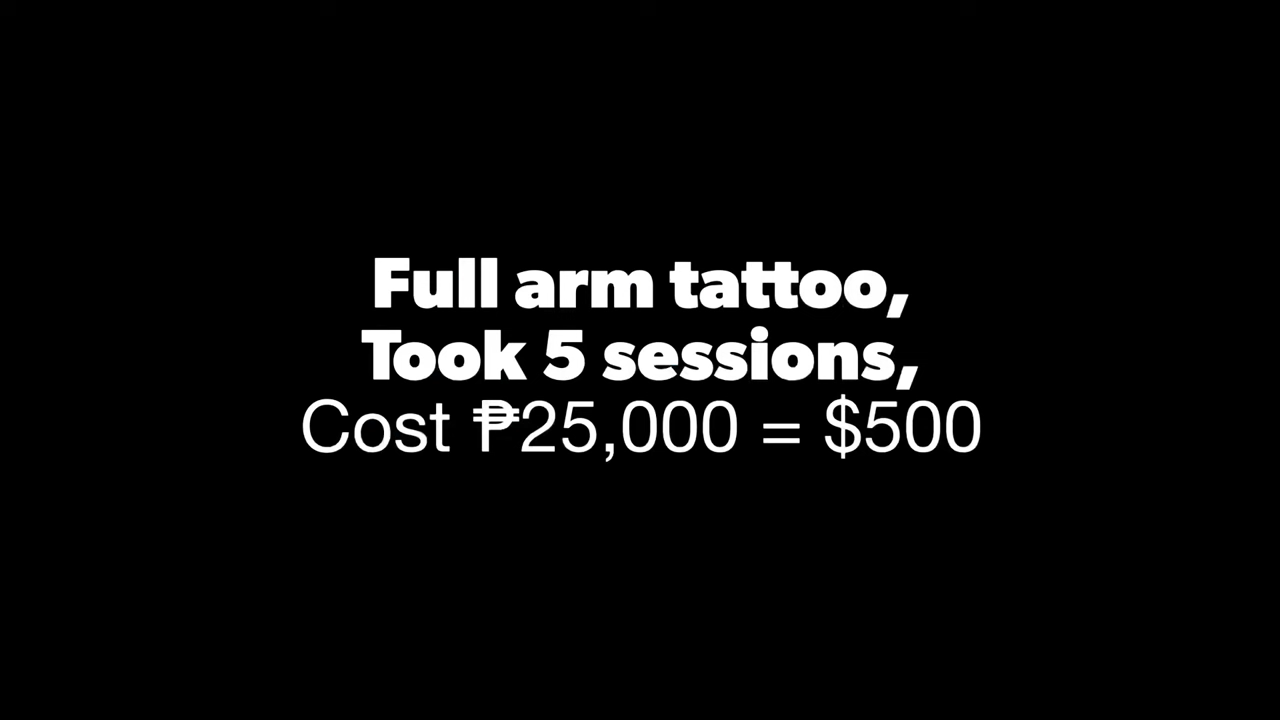 Full arm tattoo,
Took 5 sessions,
Cost ₱25,000 = $500